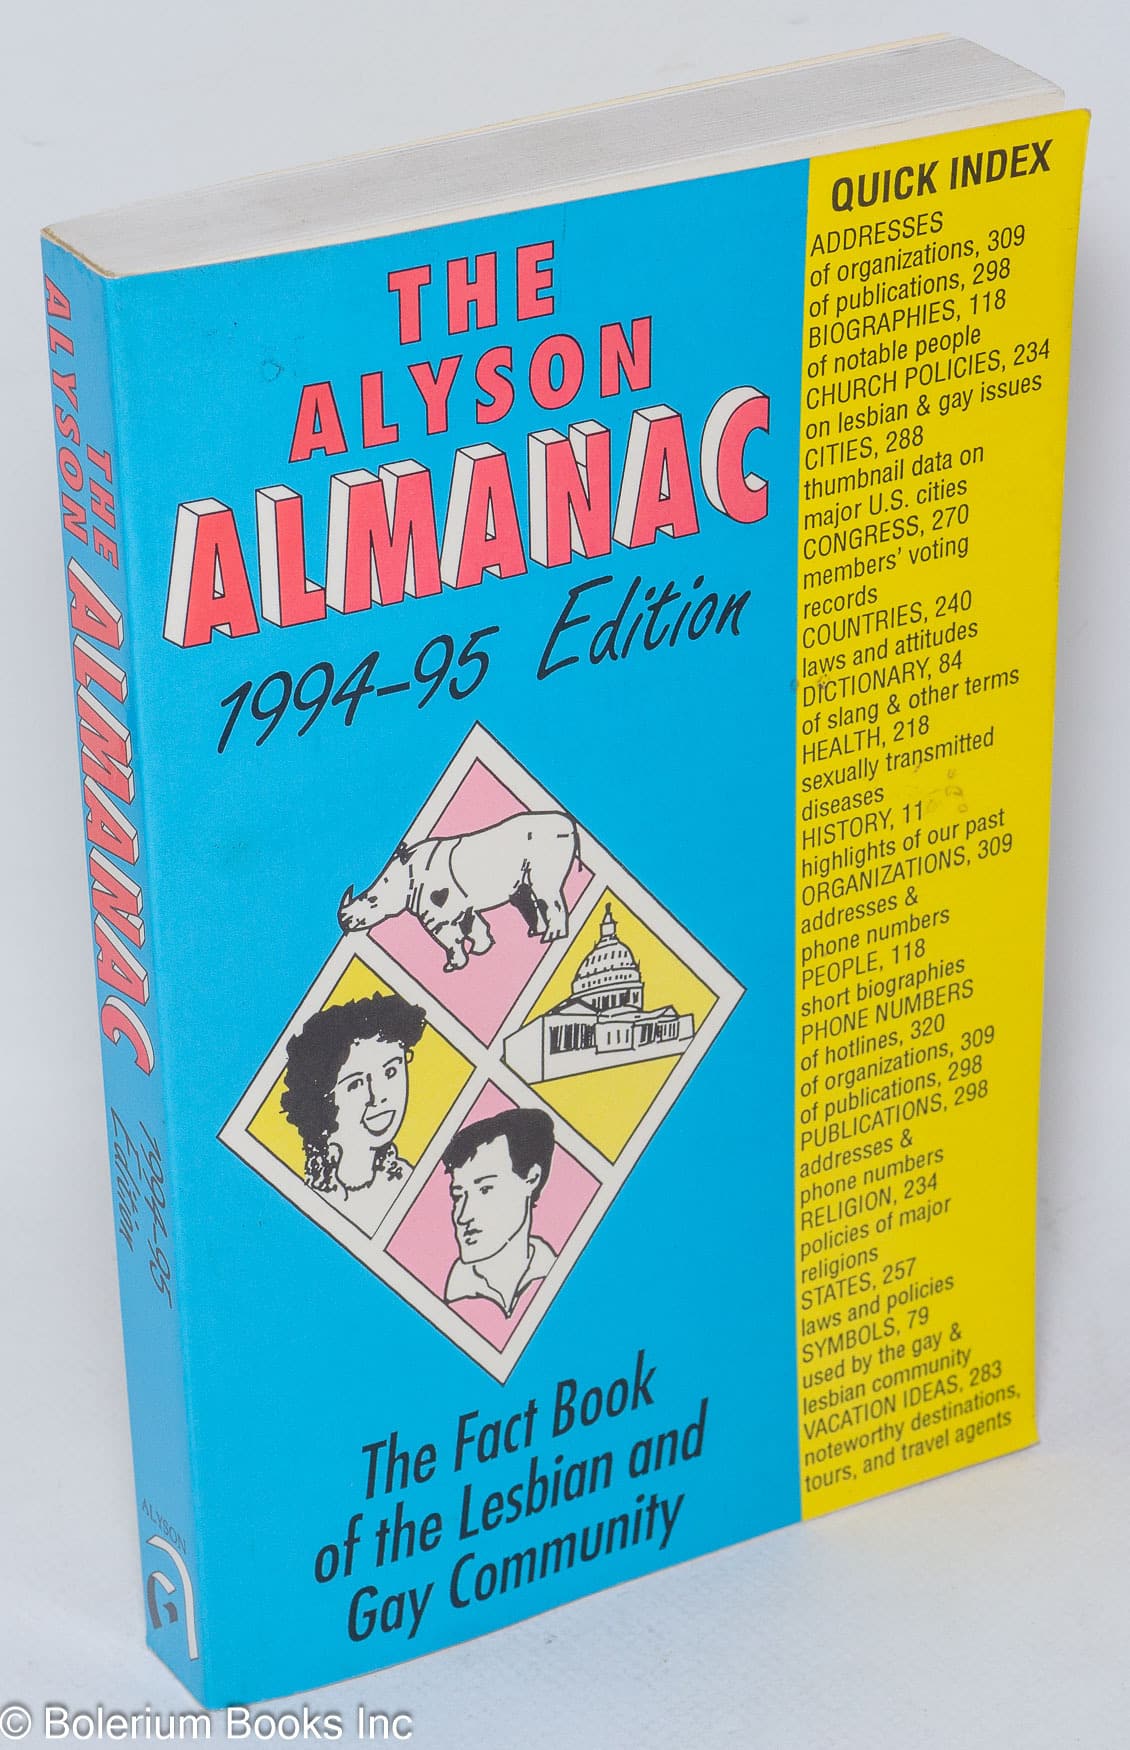 THE
ALYSON
ALMANAC
1994-95 Edition
The Fact Book
of the Lesbian and
Gay Community
QUICK INDEX
ADDRESSES
of organizations, 309
of publications, 298
BIOGRAPHIES, 118
of notable people
CHURCH POLICIES, 234
on lesbian & gay issues
CITIES, 288
thumbnail data on
major U.S. cities
CONGRESS, 270
members' voting
records
COUNTRIES, 240
laws and attitudes
DICTIONARY, 84
of slang & other terms
HEALTH, 218
sexually transmitted
diseases
HISTORY, 11
highlights of our past
ORGANIZATIONS, 309
addresses &
phone numbers
PEOPLE, 118
short biographies
PHONE NUMBERS
of hotlines, 320
of organizations, 309
of publications, 298
PUBLICATIONS, 298
addresses &
phone numbers
RELIGION, 234
policies of major
religions
STATES, 257
laws and policies
SYMBOLS, 79
used by the gay &
lesbian community
VACATION IDEAS, 283
noteworthy destinations,
tours, and travel agents
THE
ALYSON
ALMANAC
1994-95
Edition
ALYSON
© Bolerium Books Inc